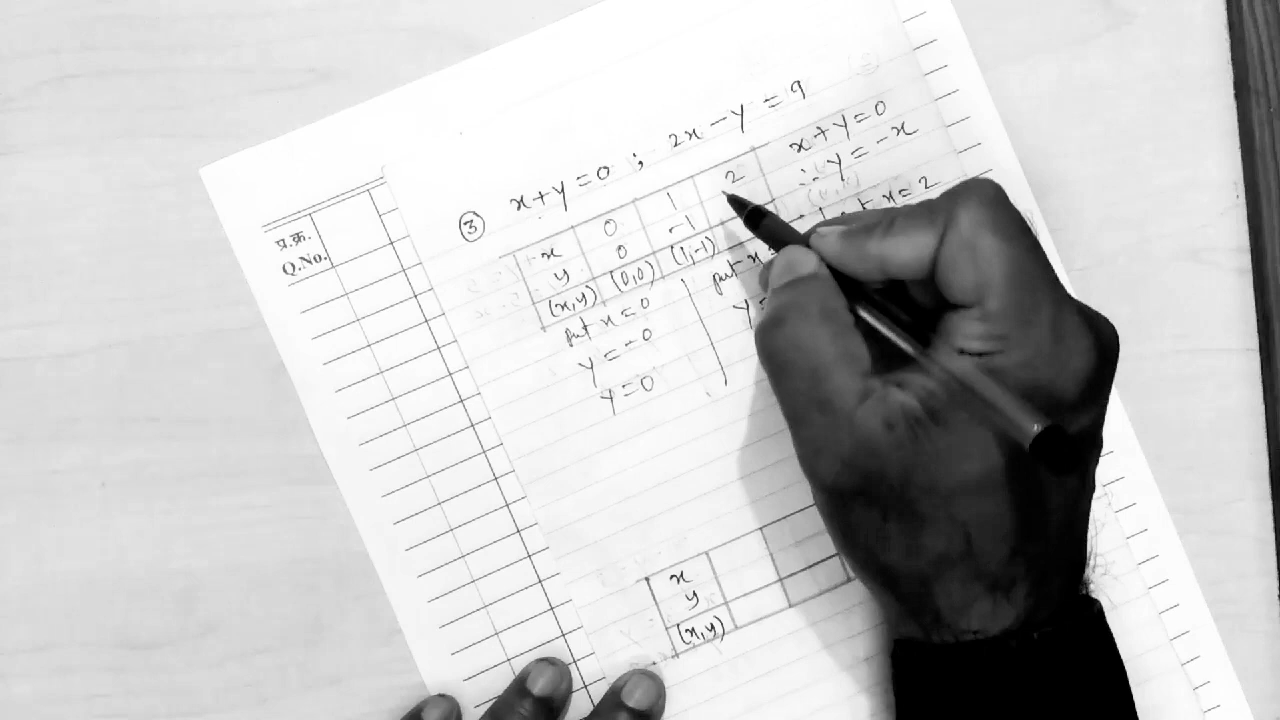 ③ x+y=0 ; 2x-y=9
x 0 1 2
y 0 -1
(x,y) (0,0) (1,-1)
x+y=0
∴ y=-x
x=2
put x=0
y=-0
y=0
put x
y=
प्र.क्र.
Q.No.
x
y
(x,y)